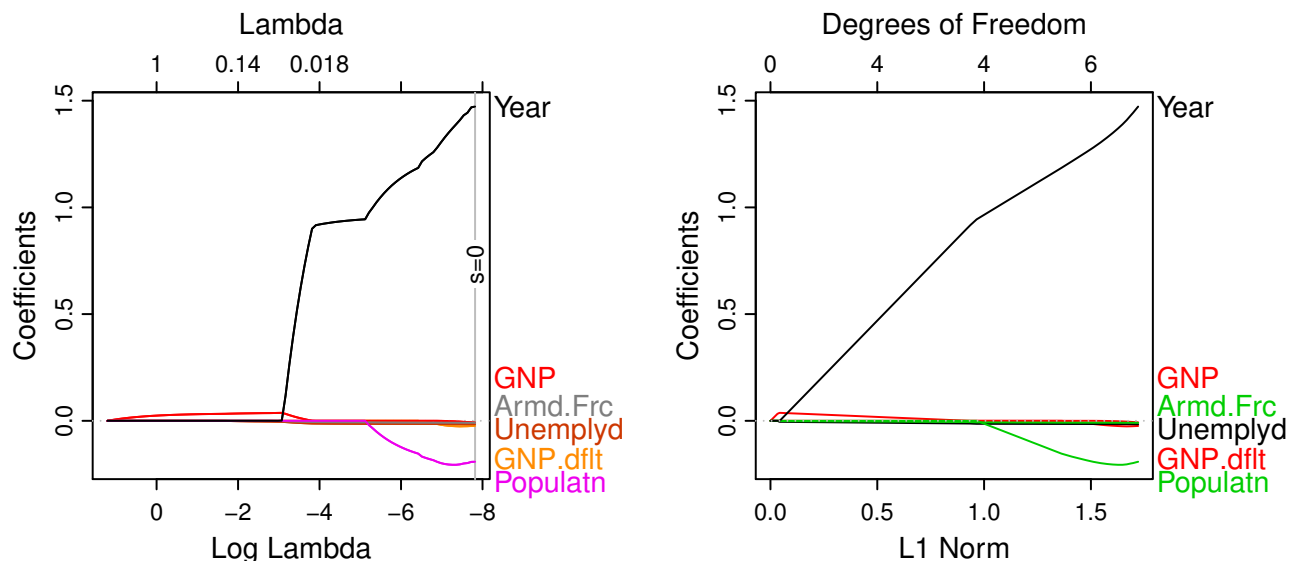 Lambda
1 0.14 0.018
Coefficients
0.0 0.5 1.0 1.5
s=0
Year
GNP
Armd.Frc
Unemplyd
GNP.dflt
Populatn
0 −2 −4 −6 −8
Log Lambda
Degrees of Freedom
0 4 4 6
Coefficients
0.0 0.5 1.0 1.5
Year
GNP
Armd.Frc
Unemplyd
GNP.dflt
Populatn
0.0 0.5 1.0 1.5
L1 Norm